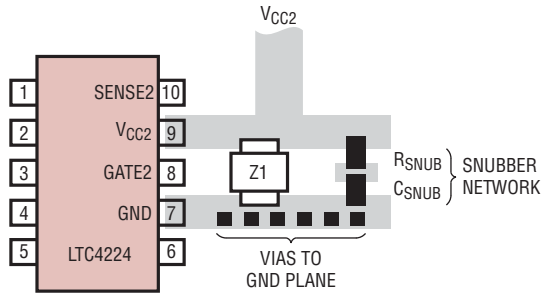 VCC2
1 SENSE2 10
2 VCC2 9
3 GATE2 8
4 GND 7
5 LTC4224 6
Z1
RSNUB
CSNUB
SNUBBER
NETWORK
VIAS TO
GND PLANE